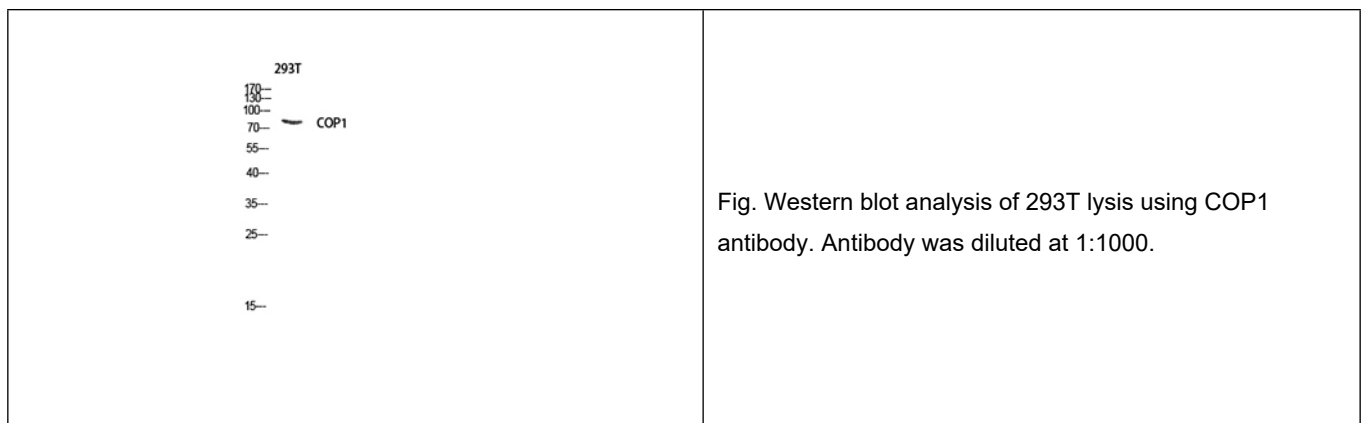 293T
170—
130—
100—
70— COP1
55—
40—
35—
25—
15—
Fig. Western blot analysis of 293T lysis using COP1
antibody. Antibody was diluted at 1:1000.